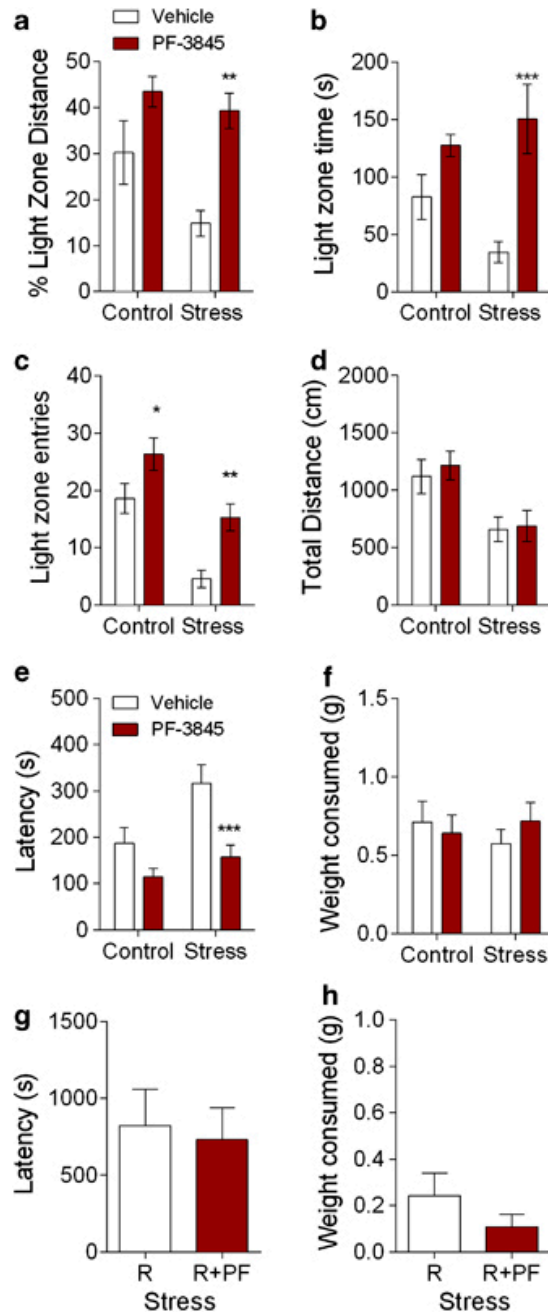 a
Vehicle
PF-3845
% Light Zone Distance
50
40
30
20
10
0
**
Control Stress
b
Light zone time (s)
200
150
100
50
0
***
Control Stress
c
Light zone entries
40
30
20
10
0
*
**
Control Stress
d
Total Distance (cm)
2000
1500
1000
500
0
Control Stress
e
Vehicle
PF-3845
Latency (s)
500
400
300
200
100
0
***
Control Stress
f
Weight consumed (g)
1.5
1.0
0.5
0.0
Control Stress
g
Latency (s)
1500
1000
500
0
R R+PF
Stress
h
Weight consumed (g)
1.0
0.8
0.6
0.4
0.2
0.0
R R+PF
Stress